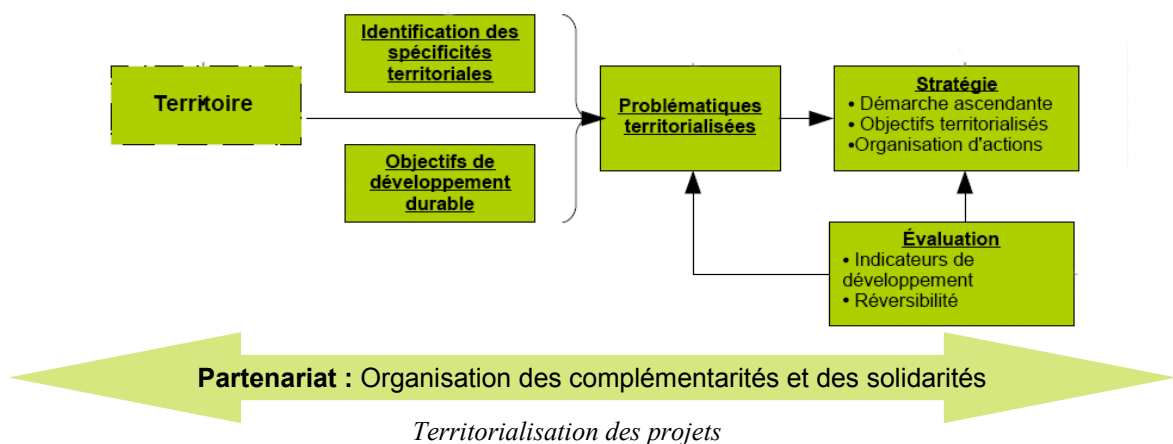 Territoire
Identification des
spécificités
territoriales
Objectifs de
développement
durable
Problématiques
territorialisées
Stratégie
• Démarche ascendante
• Objectifs territorialisés
•Organisation d'actions
Évaluation
• Indicateurs de
développement
• Réversibilité
Partenariat : Organisation des complémentarités et des solidarités
Territorialisation des projets